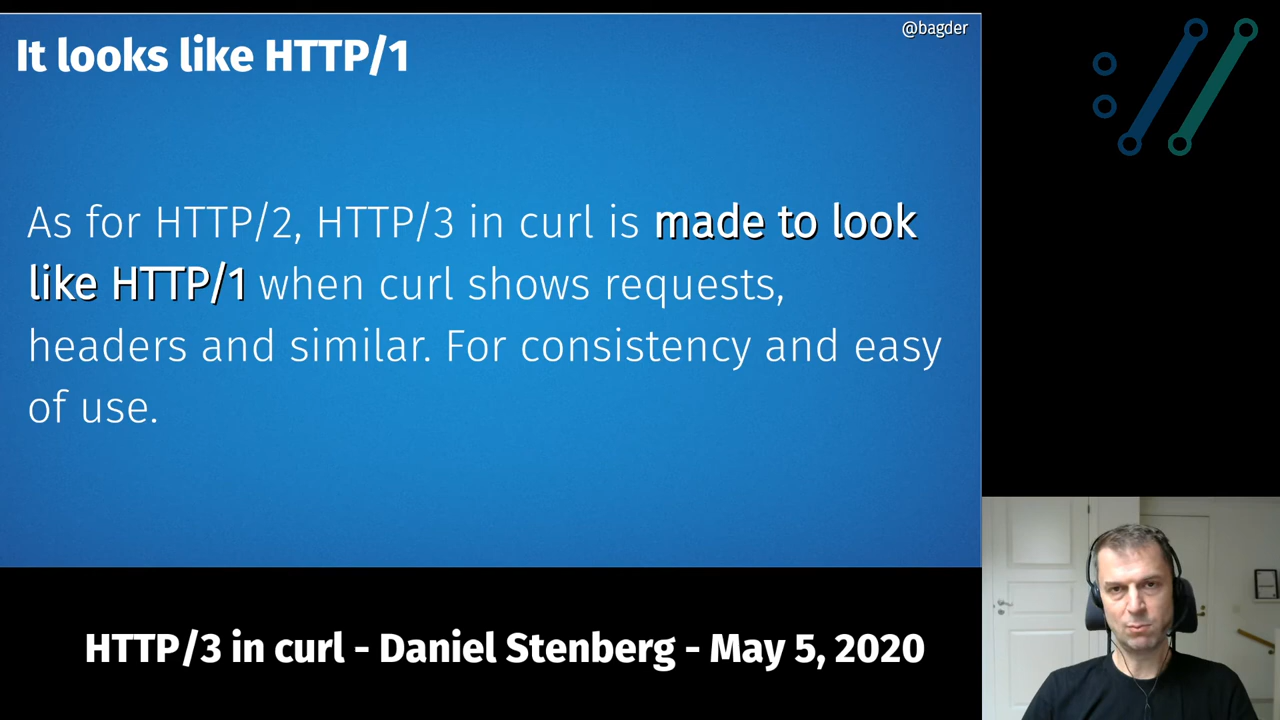 @bagder
It looks like HTTP/1
As for HTTP/2, HTTP/3 in curl is made to look
like HTTP/1 when curl shows requests,
headers and similar. For consistency and easy
of use.
HTTP/3 in curl - Daniel Stenberg - May 5, 2020